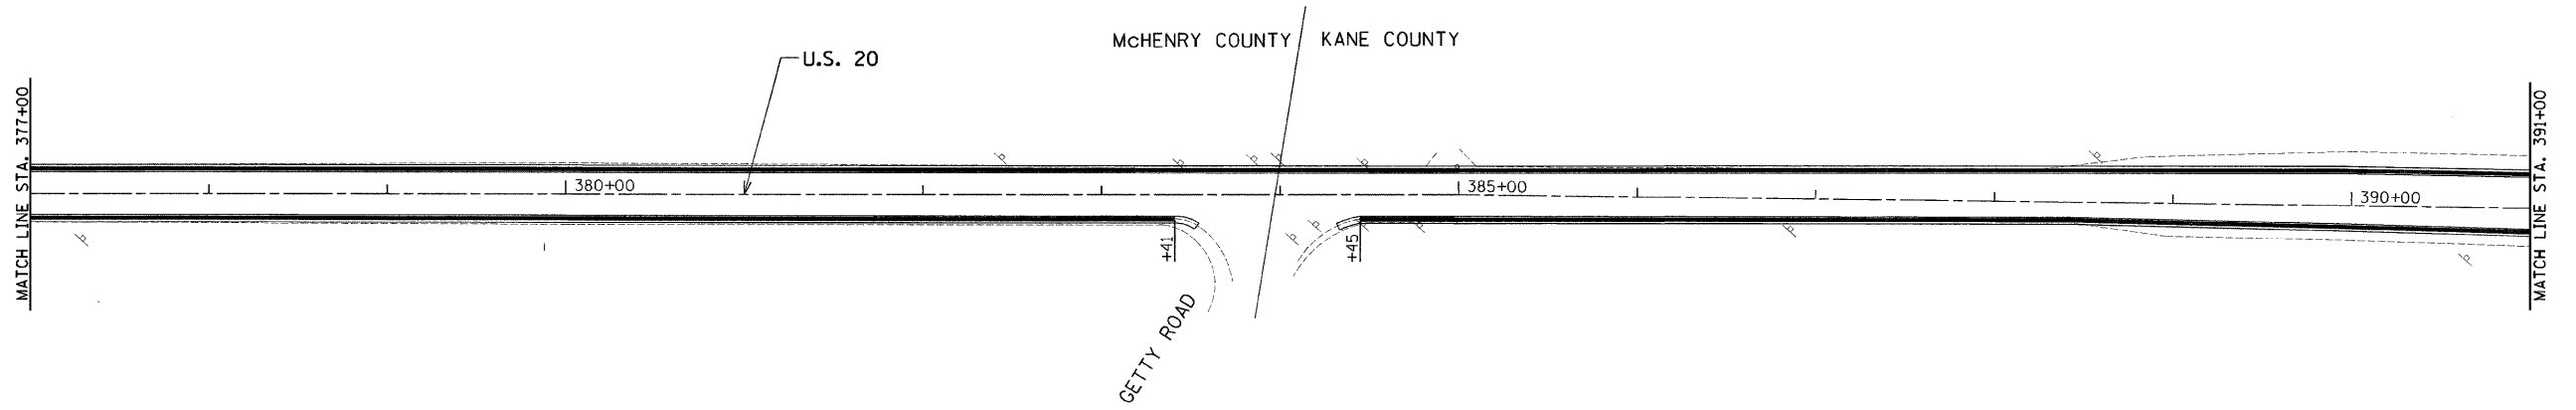 McHENRY COUNTY
KANE COUNTY
U.S. 20
MATCH LINE STA. 377+00
380+00
385+00
390+00
MATCH LINE STA. 391+00
+41
+45
GETTY ROAD